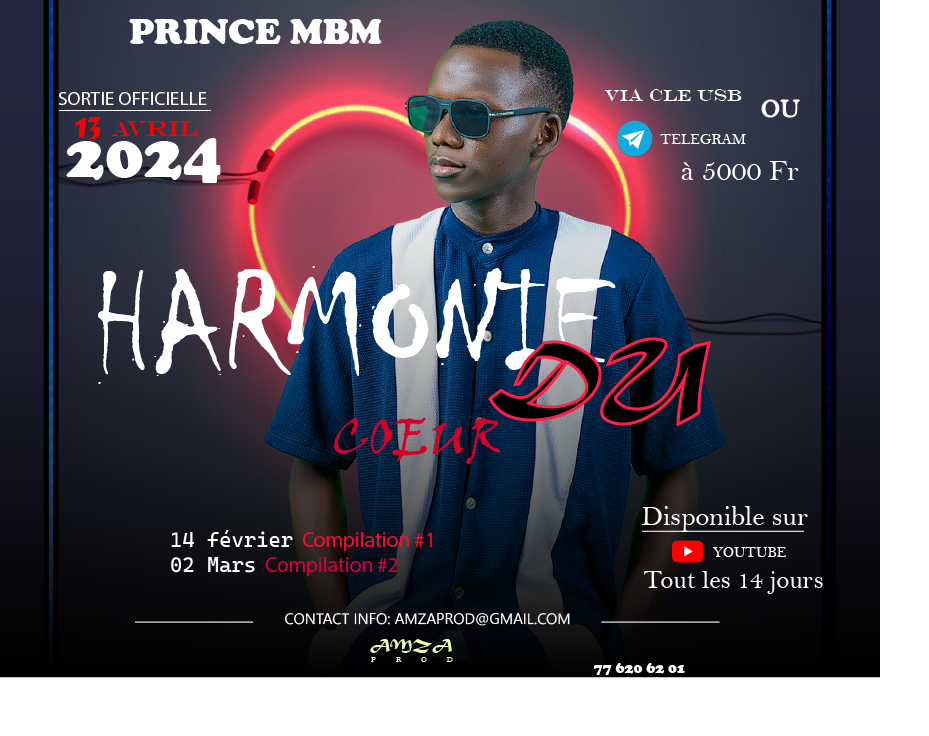 PRINCE MBM
SORTIE OFFICIELLE
13 AVRIL
2024
VIA CLE USB
OU
TELEGRAM
à 5000 Fr
HARMONIE
DU
COEUR
14 février Compilation #1
02 Mars Compilation #2
Disponible sur
YOUTUBE
Tout les 14 jours
CONTACT INFO: AMZAPROD@GMAIL.COM
AMZA
PROD
77 620 62 01